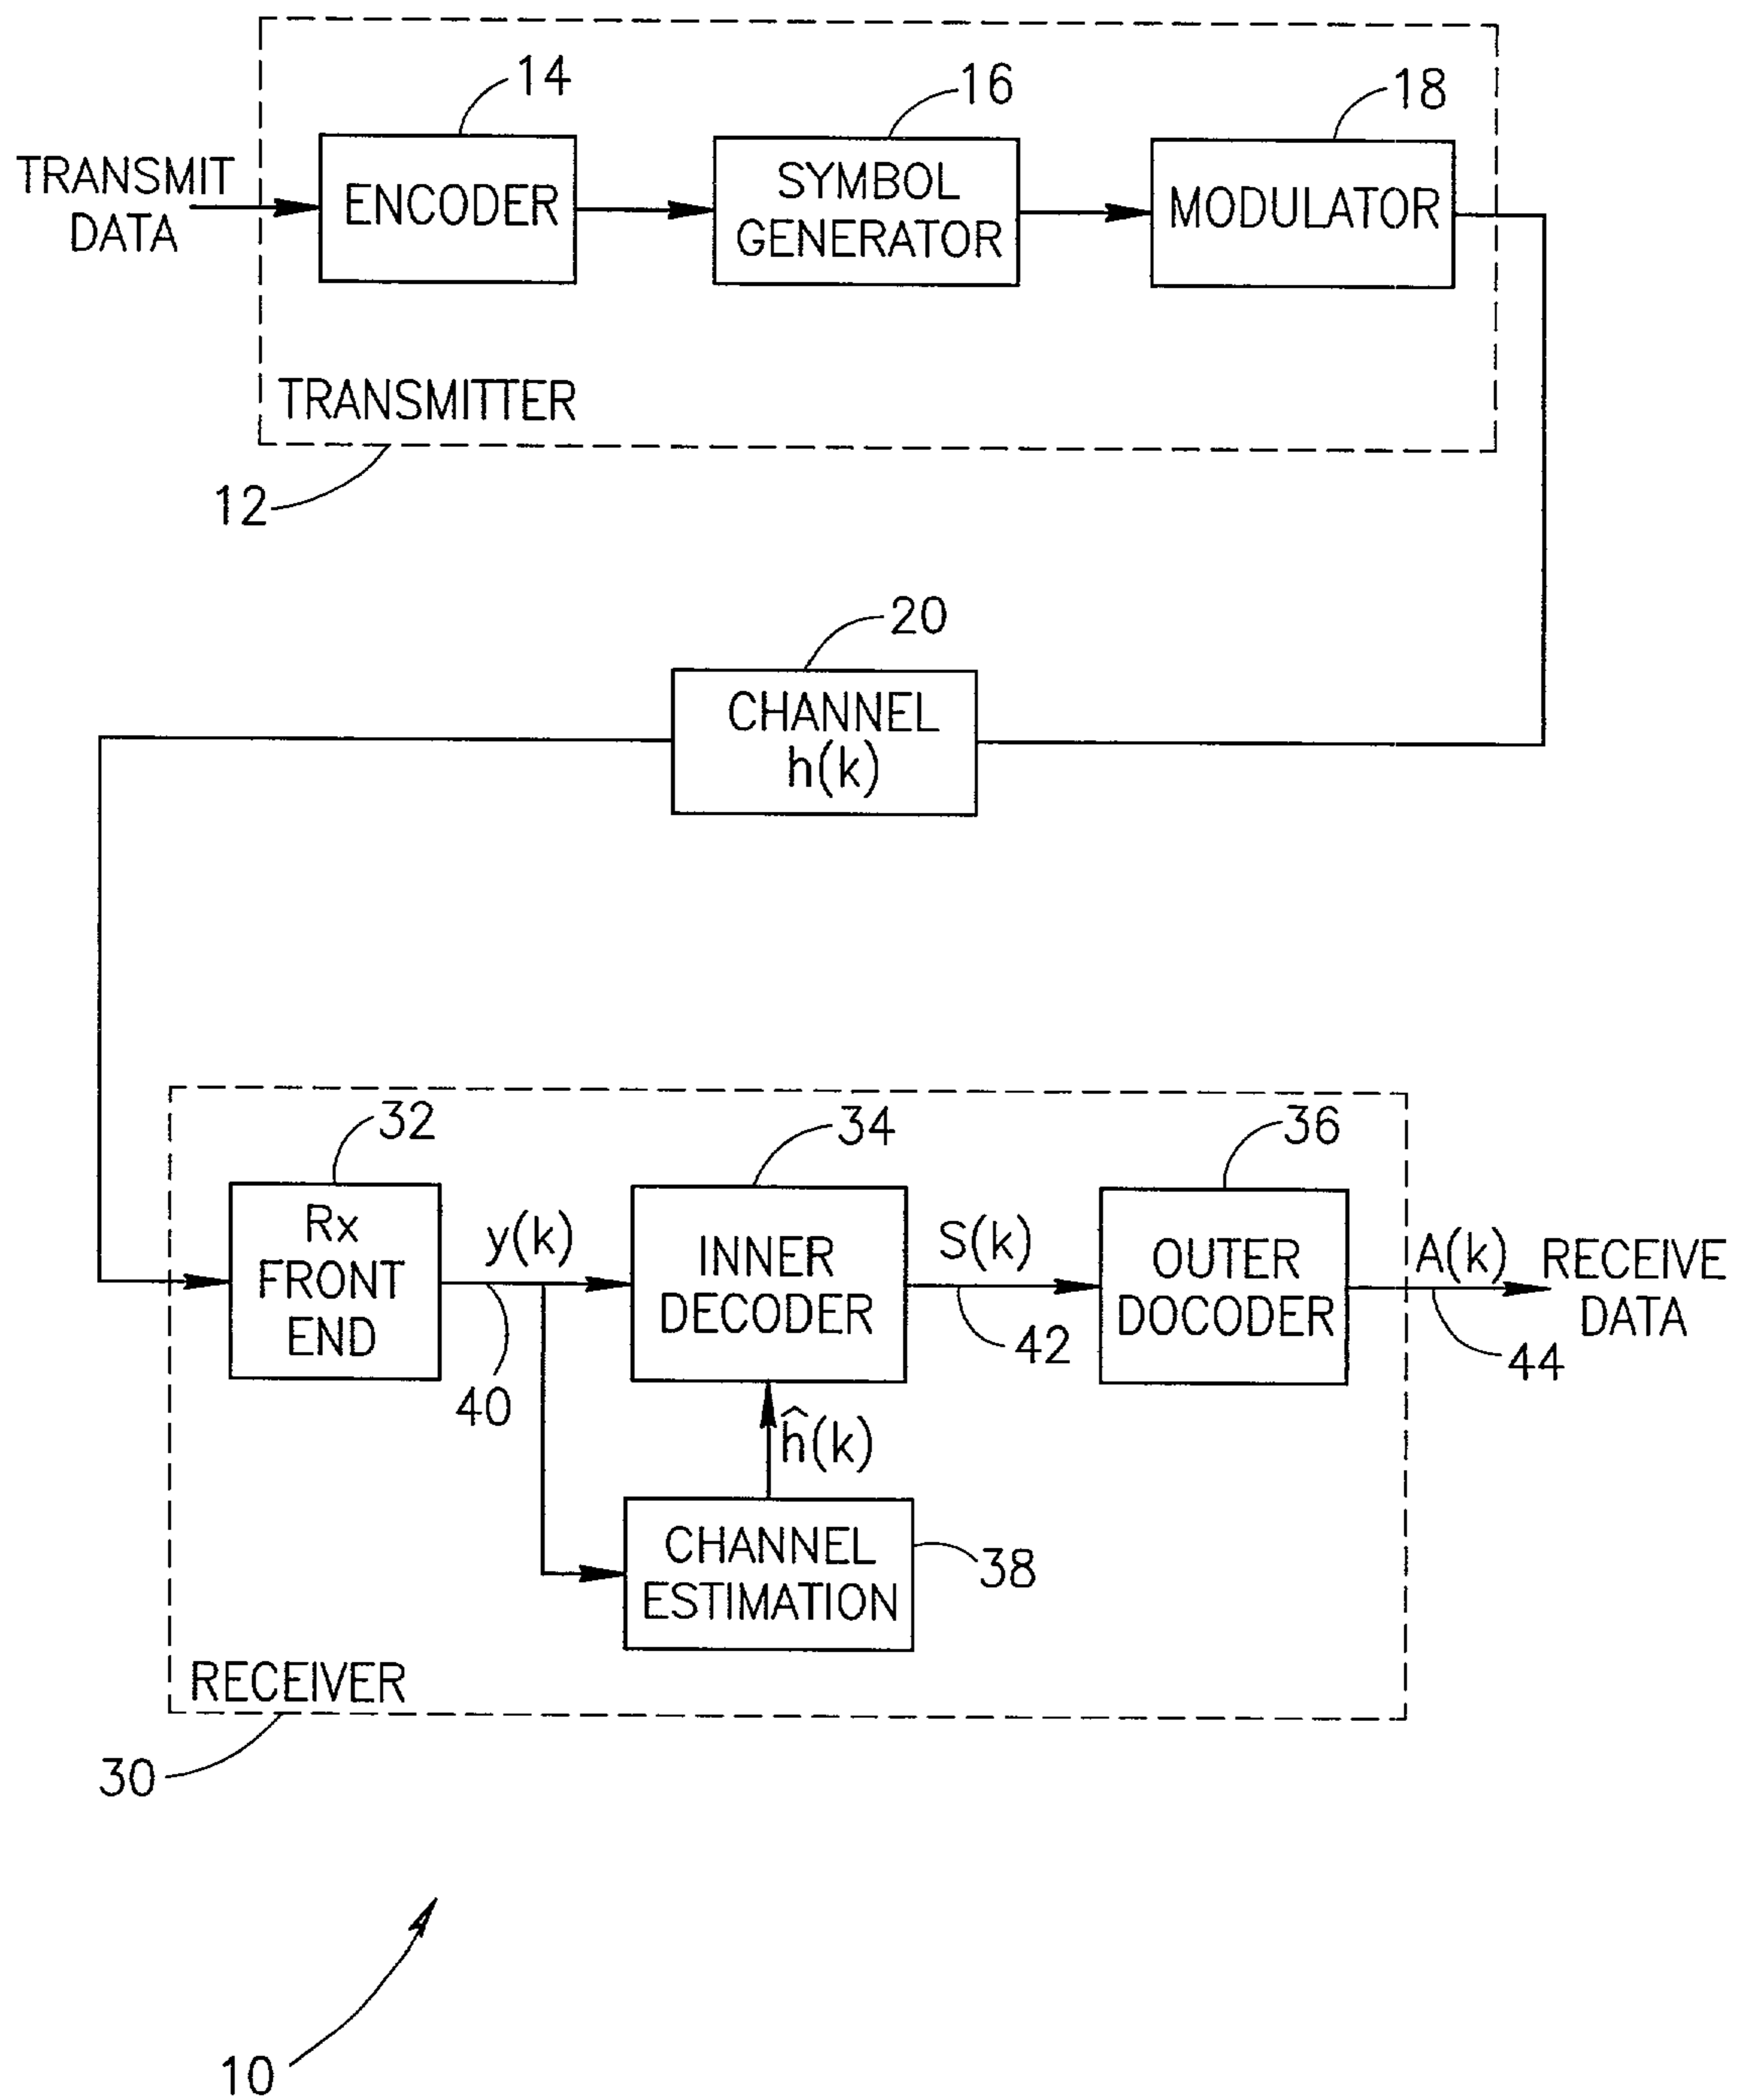 14
16
18
TRANSMIT
DATA
ENCODER
SYMBOL
GENERATOR
MODULATOR
TRANSMITTER
12
20
CHANNEL
h(k)
32
34
36
Rx
FRONT
END
y(k)
40
INNER
DECODER
S(k)
42
OUTER
DOCODER
A(k)
44
RECEIVE
DATA
ĥ(k)
CHANNEL
ESTIMATION
38
RECEIVER
30
10